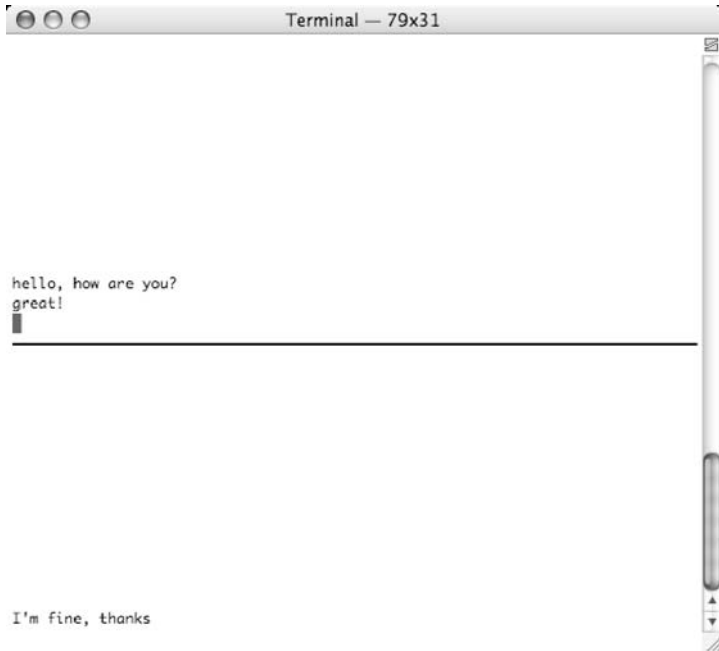 Terminal — 79x31
hello, how are you?
great!
I'm fine, thanks